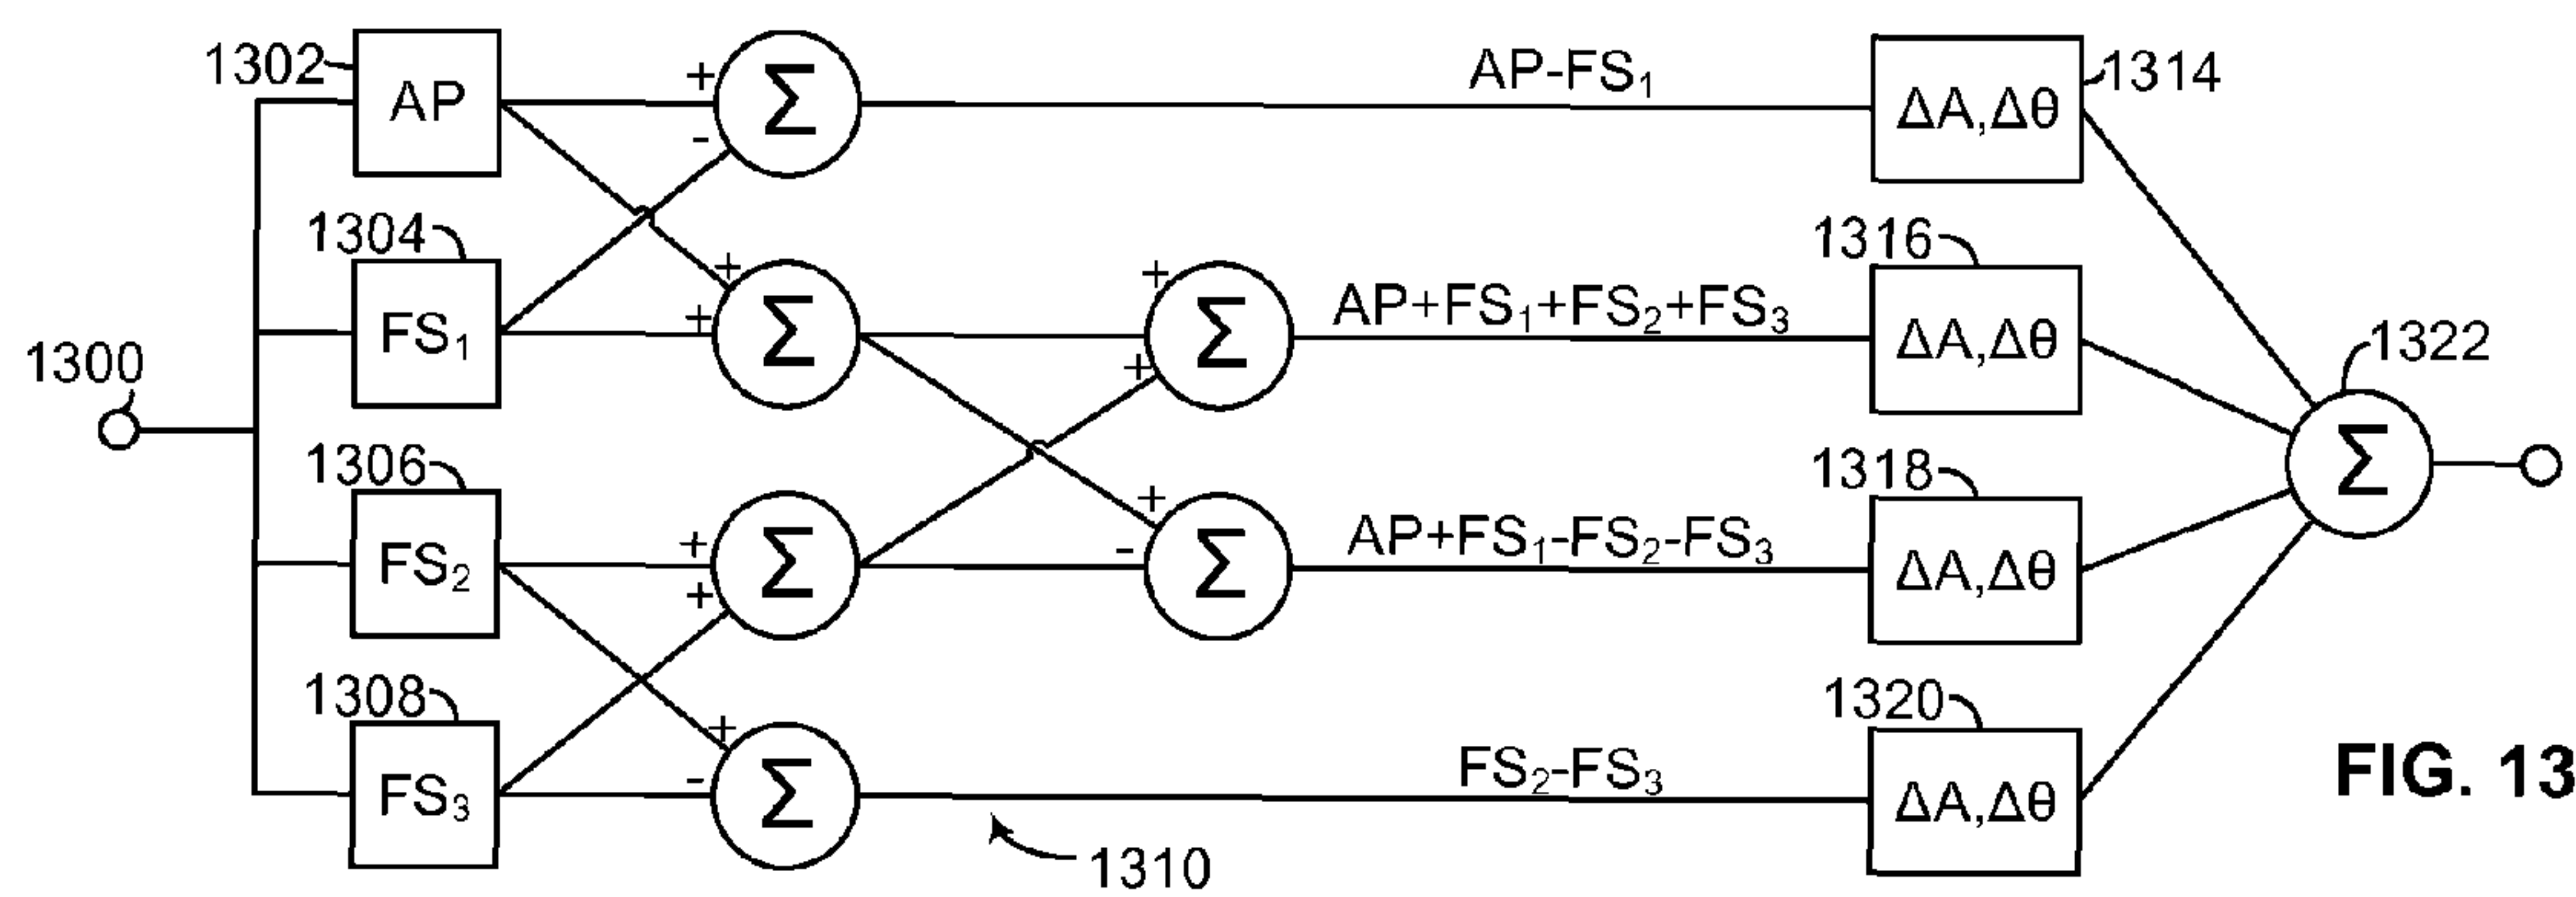 1302
AP
+
-
Σ
AP-FS₁
ΔA,Δθ
1314
1304
FS₁
+
+
Σ
+
+
Σ
AP+FS₁+FS₂+FS₃
1316
ΔA,Δθ
1300
1322
Σ
1306
FS₂
+
+
Σ
+
-
Σ
AP+FS₁-FS₂-FS₃
1318
ΔA,Δθ
1308
FS₃
+
-
Σ
FS₂-FS₃
1320
ΔA,Δθ
1310
FIG. 13